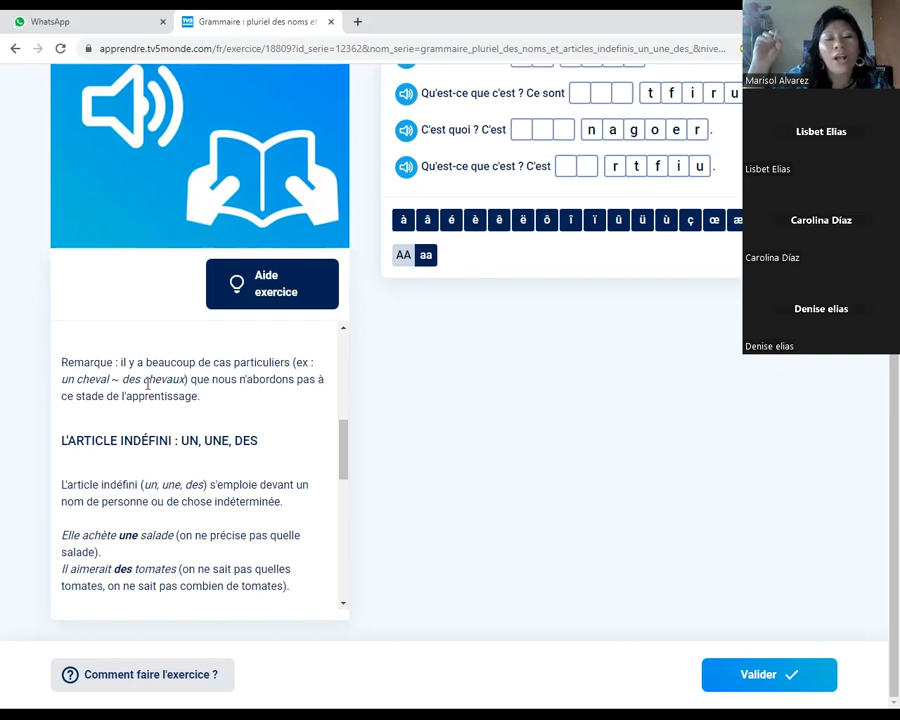 WhatsApp
Grammaire : pluriel des noms et
apprendre.tv5monde.com/fr/exercice/18809?id_serie=12362&nom_serie=grammaire_pluriel_des_noms_et_articles_indefinis_un_une_des_&nive...
Qu'est-ce que c'est ? Ce sont t f i r u
C'est quoi ? C'est n a g o e r .
Qu'est-ce que c'est ? C'est r t f i u .
à â é è ê ë ô î ï û ü ù ç œ æ
AA aa
Aide
exercice
Remarque : il y a beaucoup de cas particuliers (ex :
un cheval ~ des chevaux) que nous n'abordons pas à
ce stade de l'apprentissage.
L'ARTICLE INDÉFINI : UN, UNE, DES
L'article indéfini (un, une, des) s'emploie devant un
nom de personne ou de chose indéterminée.
Elle achète une salade (on ne précise pas quelle
salade).
Il aimerait des tomates (on ne sait pas quelles
tomates, on ne sait pas combien de tomates).
Comment faire l'exercice ?
Valider
Marisol Alvarez
Lisbet Elias
Lisbet Elias
Carolina Díaz
Carolina Díaz
Denise elias
Denise elias